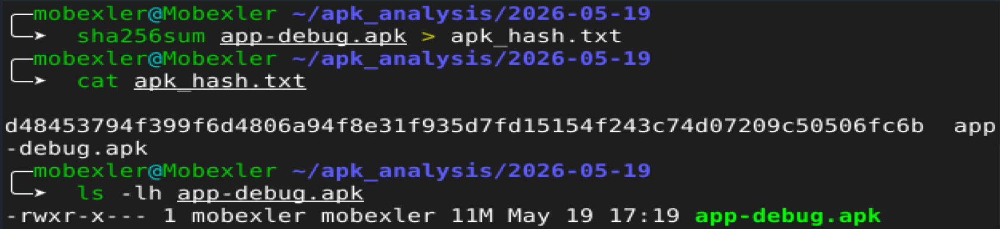 mobexler@Mobexler ~/apk_analysis/2026-05-19
sha256sum app-debug.apk > apk_hash.txt
mobexler@Mobexler ~/apk_analysis/2026-05-19
cat apk_hash.txt
d48453794f399f6d4806a94f8e31f935d7fd15154f243c74d07209c50506fc6b  app
-debug.apk
mobexler@Mobexler ~/apk_analysis/2026-05-19
ls -lh app-debug.apk
-rwxr-x--- 1 mobexler mobexler 11M May 19 17:19 app-debug.apk